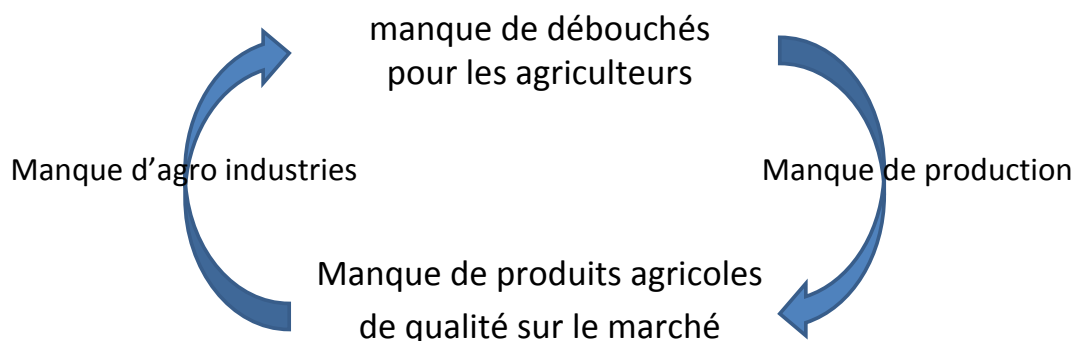 manque de débouchés
pour les agriculteurs
Manque d’agro industries
Manque de production
Manque de produits agricoles
de qualité sur le marché